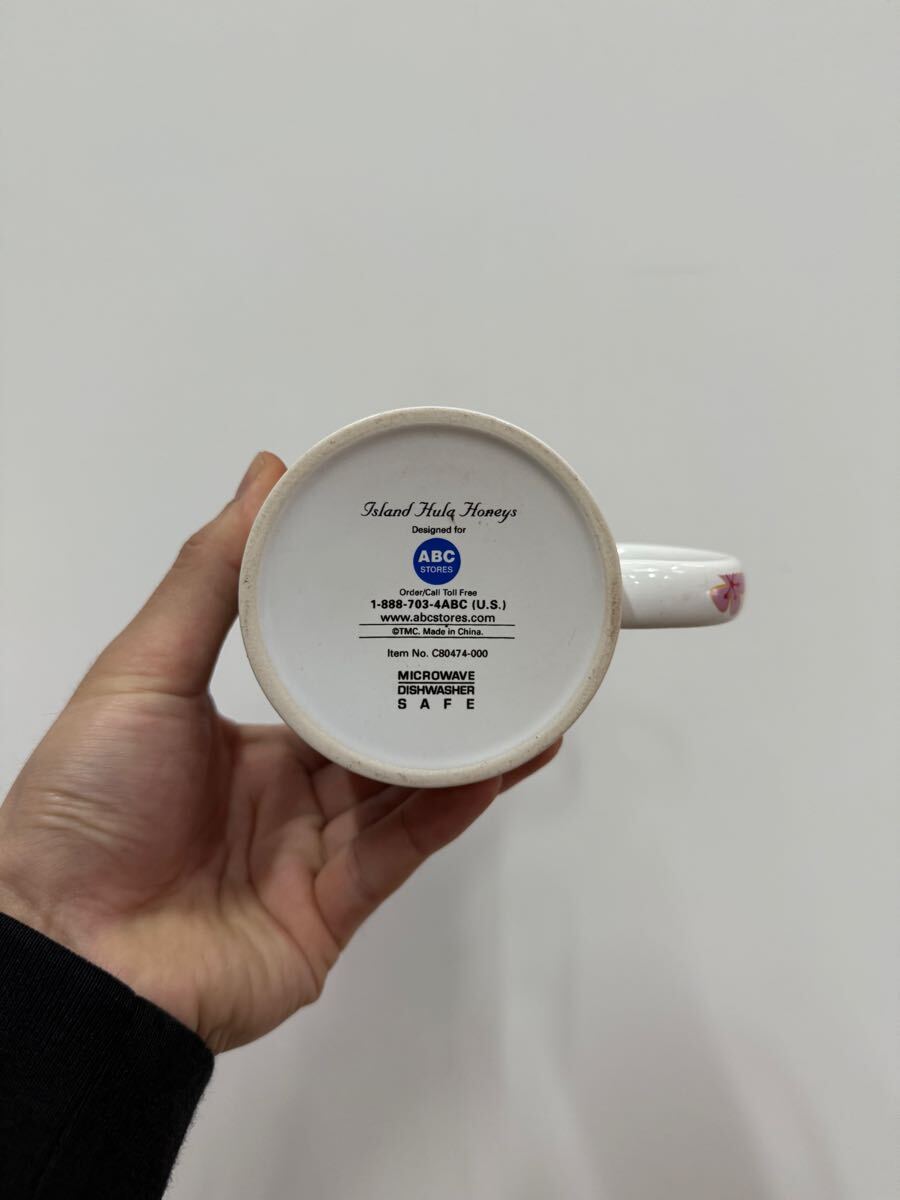 Island Hula Honeys
Designed for
ABC
STORES
Order/Call Toll Free
1-888-703-4ABC (U.S.)
www.abcstores.com
©TMC. Made in China.
Item No. C80474-000
MICROWAVE
DISHWASHER
SAFE